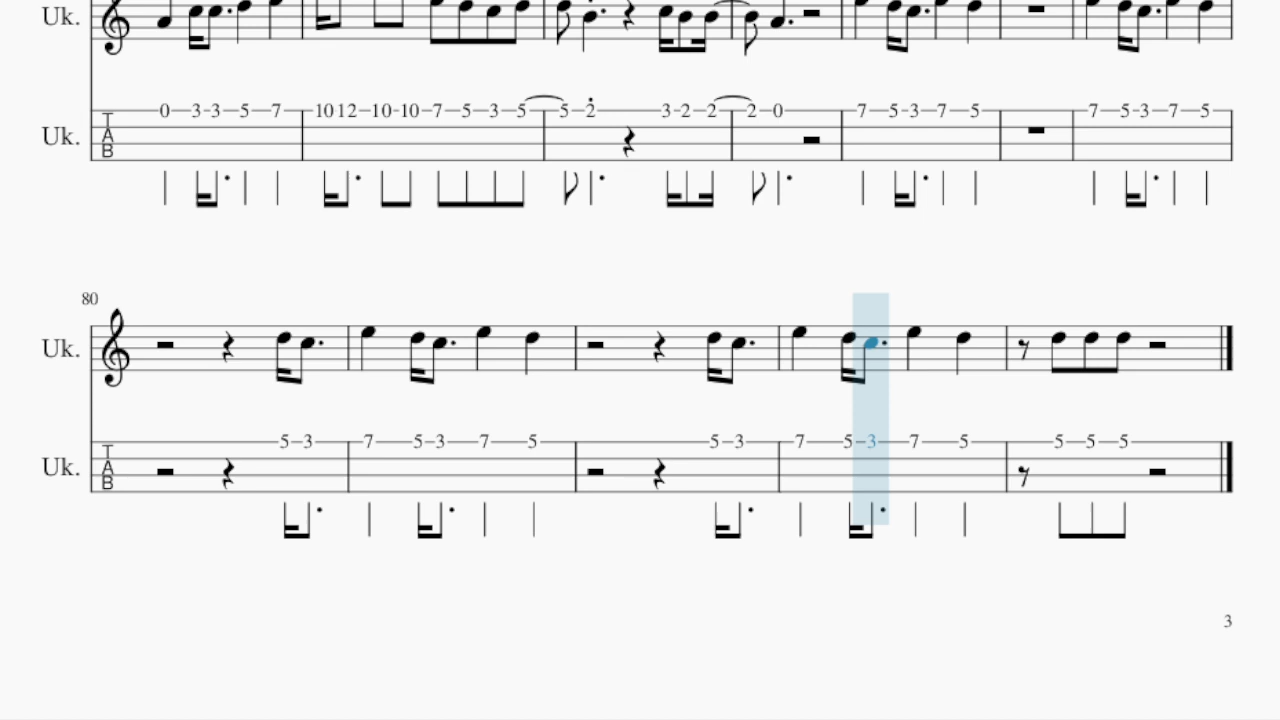 Uk.
0 3 3 5 7 10 12 10 10 7 5 3 5 5 2 3 2 2 2 0 7 5 3 7 5 7 5 3 7 5
Uk. TAB
80
Uk.
5 3 7 5 3 7 5 5 3 7 5 3 7 5 5 5 5
Uk. TAB
3